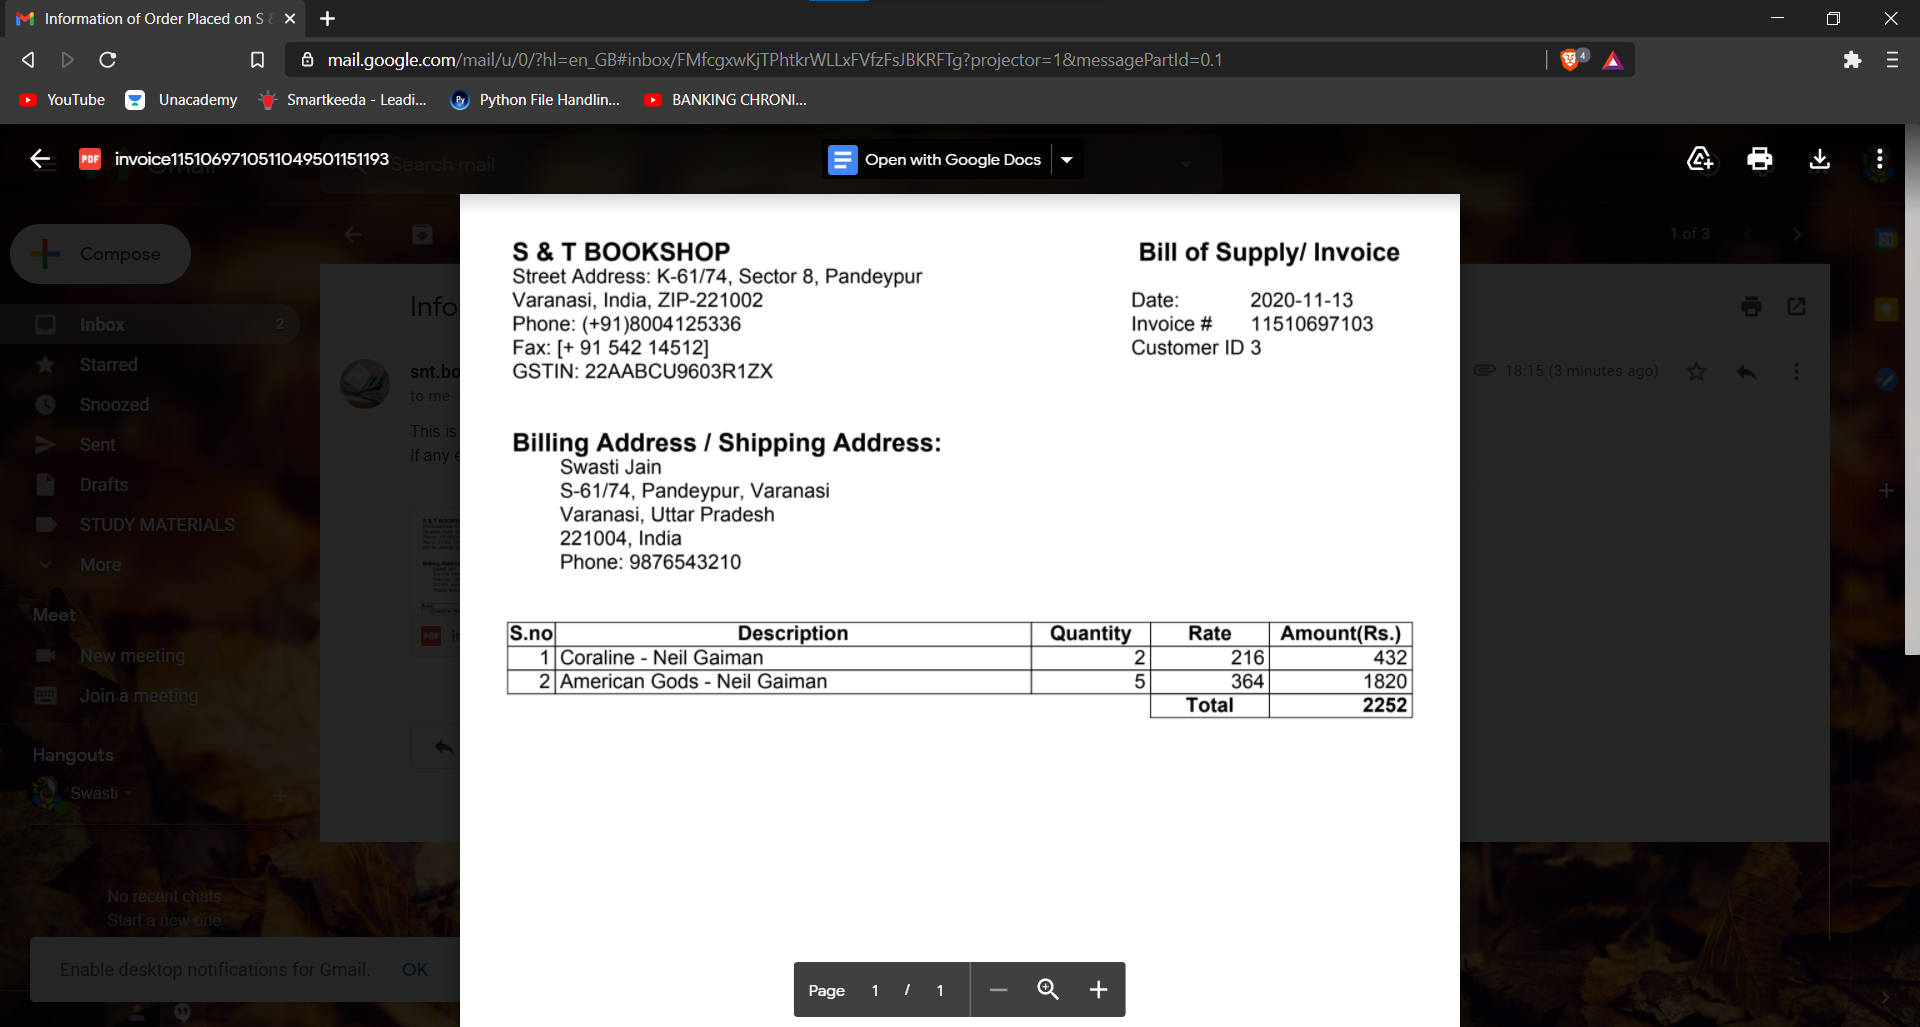 Information of Order Placed on S &
mail.google.com/mail/u/0/?hl=en_GB#inbox/FMfcgxwKjTPhtkrWLLxFVfzFsJBKRFTg?projector=1&messagePartId=0.1
4
YouTube
Unacademy
Smartkeeda - Leadi...
Python File Handlin...
BANKING CHRONI...
PDF
invoice1151069710511049501151193
Gmail
Search mail
Open with Google Docs
Compose
1 of 3
31
Info
Inbox
2
Starred
snt.bo
to me
18:15 (3 minutes ago)
Snoozed
This is
If any e
Sent
Drafts
STUDY MATERIALS
More
Meet
New meeting
Join a meeting
Hangouts
Swasti
No recent chats
Start a new one
Enable desktop notifications for Gmail.
OK
PDF
S & T BOOKSHOP
Street Address: K-61/74, Sector 8, Pandeypur
Varanasi, India, ZIP-221002
Phone: (+91)8004125336
Fax: [+ 91 542 14512]
GSTIN: 22AABCU9603R1ZX
Bill of Supply/ Invoice
Date: 2020-11-13
Invoice # 11510697103
Customer ID 3
Billing Address / Shipping Address:
Swasti Jain
S-61/74, Pandeypur, Varanasi
Varanasi, Uttar Pradesh
221004, India
Phone: 9876543210
S.no Description Quantity Rate Amount(Rs.)
1 Coraline - Neil Gaiman 2 216 432
2 American Gods - Neil Gaiman 5 364 1820
Total 2252
Page 1 / 1